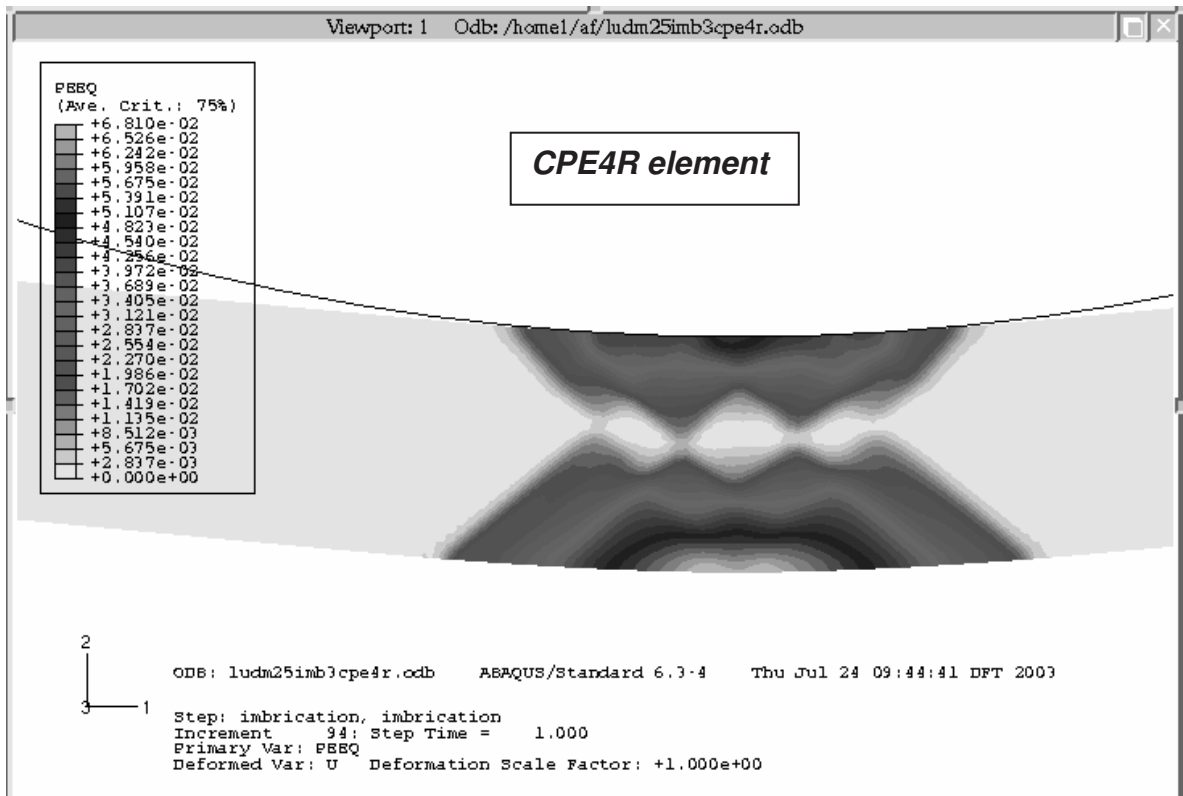 Viewport: 1 Odb: /home1/af/ludm25imb3cpe4r.odb
PEEQ
(Ave. Crit.: 75%)
+6.810e-02
+6.526e-02
+6.242e-02
+5.958e-02
+5.675e-02
+5.391e-02
+5.107e-02
+4.823e-02
+4.540e-02
+4.256e-02
+3.972e-02
+3.689e-02
+3.405e-02
+3.121e-02
+2.837e-02
+2.554e-02
+2.270e-02
+1.986e-02
+1.702e-02
+1.419e-02
+1.135e-02
+8.512e-03
+5.675e-03
+2.837e-03
+0.000e+00
CPE4R element
2
3
1
ODB: ludm25imb3cpe4r.odb ABAQUS/Standard 6.3-4 Thu Jul 24 09:44:41 DFT 2003
Step: imbrication, imbrication
Increment 94: Step Time = 1.000
Primary Var: PEEQ
Deformed Var: U Deformation Scale Factor: +1.000e+00